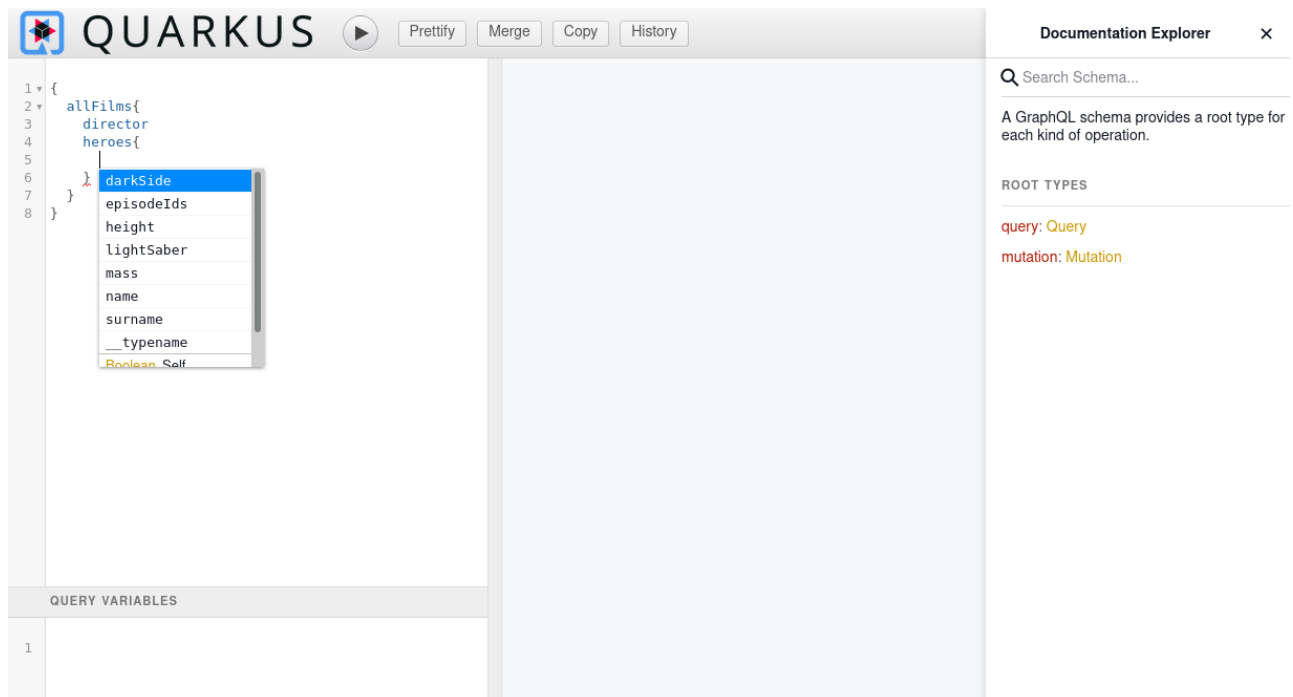 QUARKUS
Prettify Merge Copy History
1 {
2 allFilms{
3 director
4 heroes{
5
6 }
7 }
8 }
darkSide
episodeIds
height
lightSaber
mass
name
surname
__typename
Boolean Self
QUERY VARIABLES
1
Documentation Explorer
Search Schema...
A GraphQL schema provides a root type for
each kind of operation.
ROOT TYPES
query: Query
mutation: Mutation